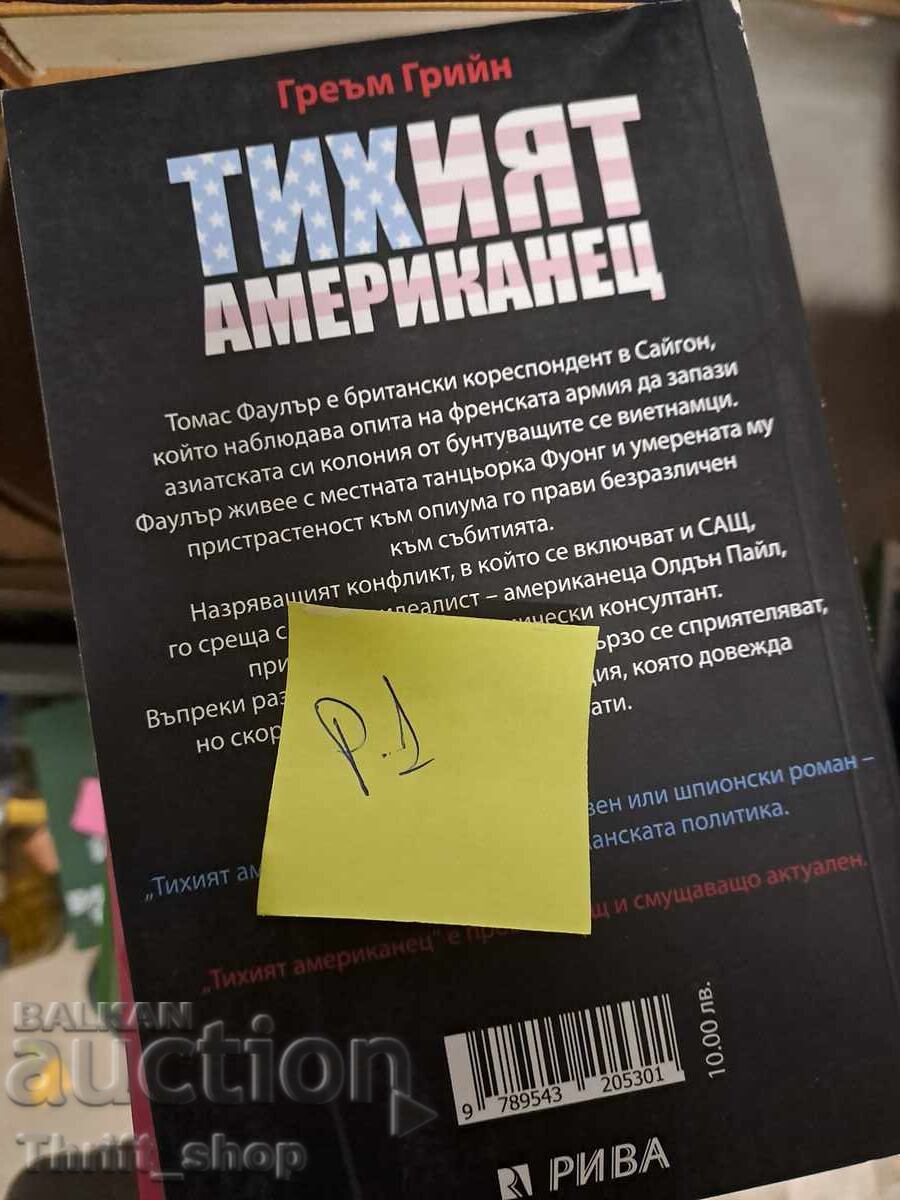 Греъм Грийн
ТИХИЯТ
АМЕРИКАНЕЦ
Томас Фаулър е британски кореспондент в Сайгон,
който наблюдава опита на френската армия да запази
азиатската си колония от бунтуващите се виетнамци.
Фаулър живее с местната танцьорка Фуонг и умерената му
пристрастеност към опиума го прави безразличен
към събитията.
Назряващият конфликт, в който се включват и САЩ,
го среща с – американеца Олдън Пайл,
консултант.
Въпреки се сприятеляват,
но която довежда
„Тихият или шпионски роман –
политика.
„Тихият американец“ е и смущаващо актуален.
P.1
10.00 лв.
9 789543 205301
РИВА
BALKAN
auction
Thrift_shop